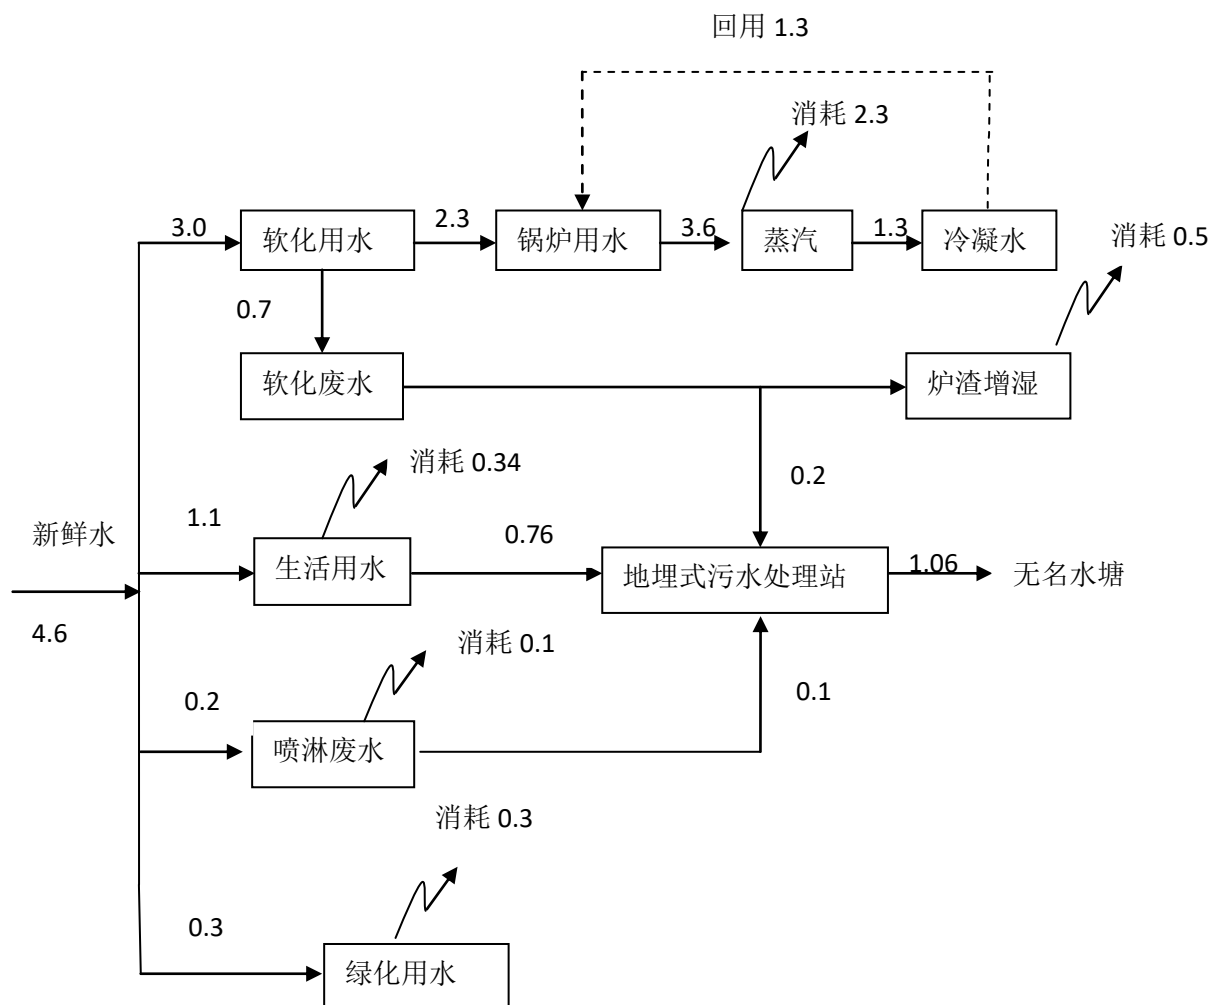 回用 1.3
消耗 2.3
3.0
软化用水
2.3
锅炉用水
3.6
蒸汽
1.3
冷凝水
消耗 0.5
0.7
软化废水
炉渣增湿
消耗 0.34
0.2
新鲜水
1.1
生活用水
0.76
地埋式污水处理站
1.06
无名水塘
4.6
消耗 0.1
0.2
0.1
喷淋废水
消耗 0.3
0.3
绿化用水